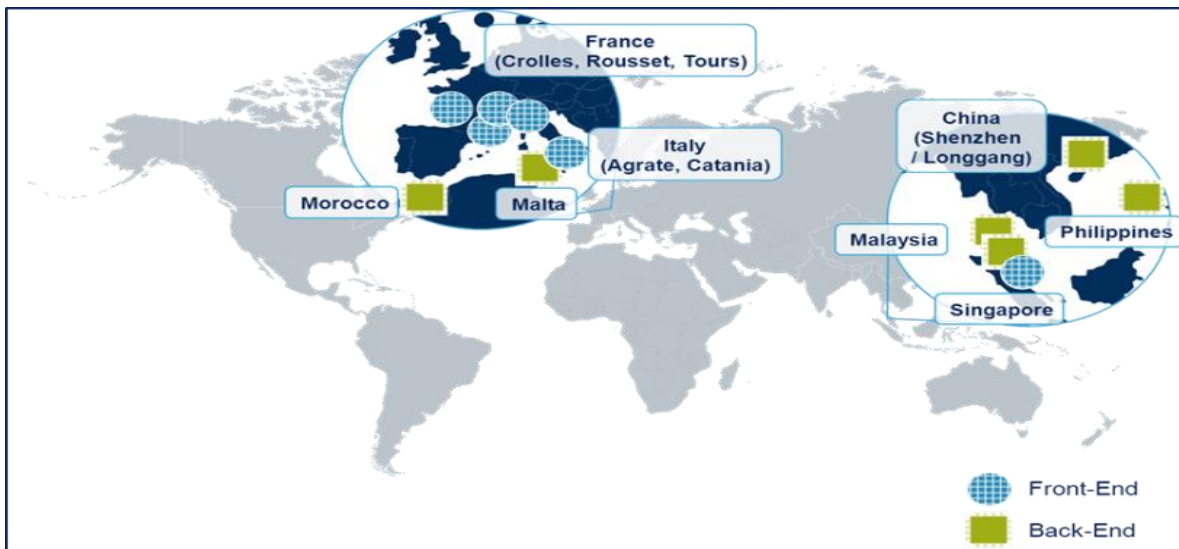 France
(Crolles, Rousset, Tours)
Italy
(Agrate, Catania)
Morocco
Malta
China
(Shenzhen
/ Longgang)
Malaysia
Philippines
Singapore
Front-End
Back-End